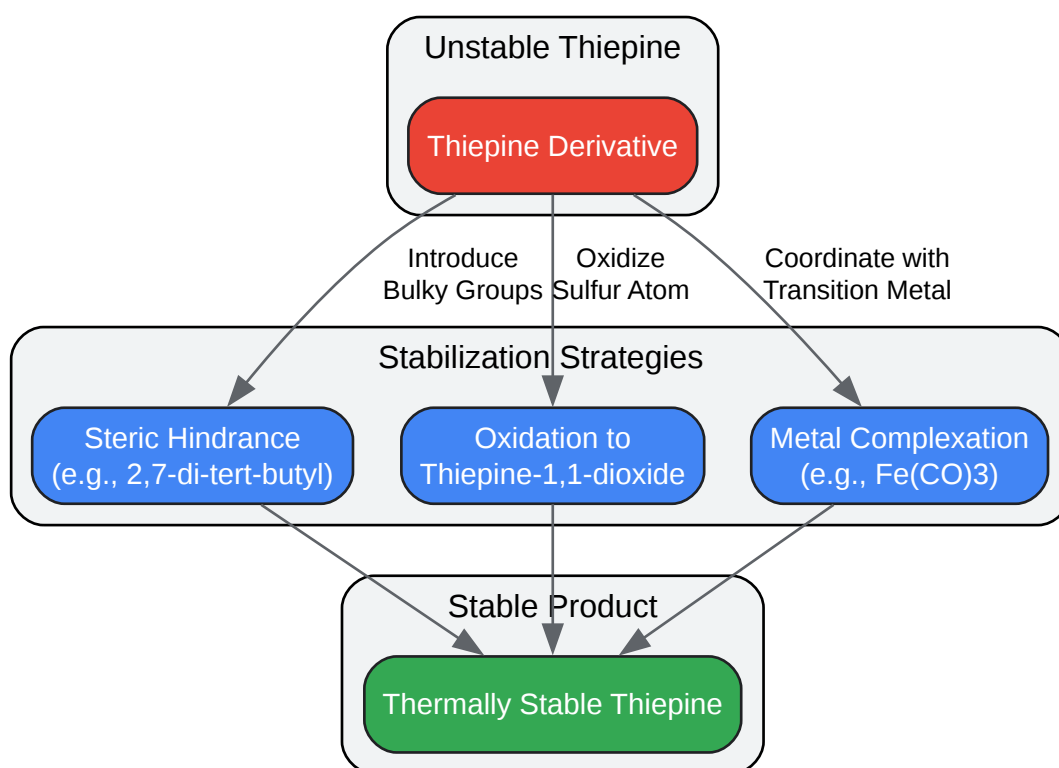 Unstable Thiepine
Thiepine Derivative
Introduce
Bulky Groups
Oxidize
Sulfur Atom
Coordinate with
Transition Metal
Stabilization Strategies
Steric Hindrance
(e.g., 2,7-di-tert-butyl)
Oxidation to
Thiepine-1,1-dioxide
Metal Complexation
(e.g., Fe(CO)3)
Stable Product
Thermally Stable Thiepine